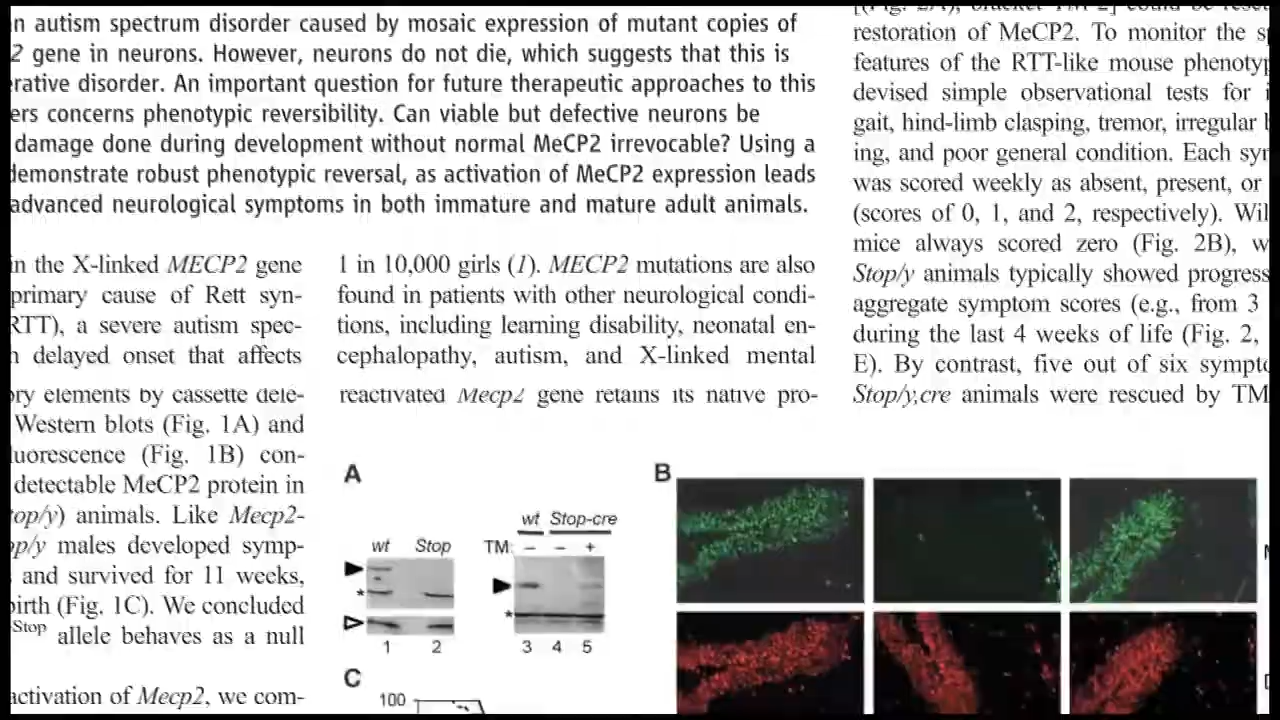 n autism spectrum disorder caused by mosaic expression of mutant copies of
2 gene in neurons. However, neurons do not die, which suggests that this is
rative disorder. An important question for future therapeutic approaches to this
ers concerns phenotypic reversibility. Can viable but defective neurons be
damage done during development without normal MeCP2 irrevocable? Using a
demonstrate robust phenotypic reversal, as activation of MeCP2 expression leads
advanced neurological symptoms in both immature and mature adult animals.
in the X-linked MECP2 gene
primary cause of Rett syn-
RTT), a severe autism spec-
h delayed onset that affects
ory elements by cassette dele-
Western blots (Fig. 1A) and
luorescence (Fig. 1B) con-
detectable MeCP2 protein in
top/y) animals. Like Mecp2-
op/y males developed symp-
and survived for 11 weeks,
birth (Fig. 1C). We concluded
Stop allele behaves as a null
activation of Mecp2, we com-
1 in 10,000 girls (1). MECP2 mutations are also
found in patients with other neurological condi-
tions, including learning disability, neonatal en-
cephalopathy, autism, and X-linked mental
reactivated Mecp2 gene retains its native pro-
A
wt Stop
*
1 2
wt Stop-cre
TM: – – +
*
3 4 5
B
C
100
restoration of MeCP2. To monitor the sp
features of the RTT-like mouse phenotyp
devised simple observational tests for i
gait, hind-limb clasping, tremor, irregular b
ing, and poor general condition. Each sym
was scored weekly as absent, present, or
(scores of 0, 1, and 2, respectively). Wil
mice always scored zero (Fig. 2B), w
Stop/y animals typically showed progress
aggregate symptom scores (e.g., from 3
during the last 4 weeks of life (Fig. 2,
E). By contrast, five out of six sympto
Stop/y,cre animals were rescued by TM